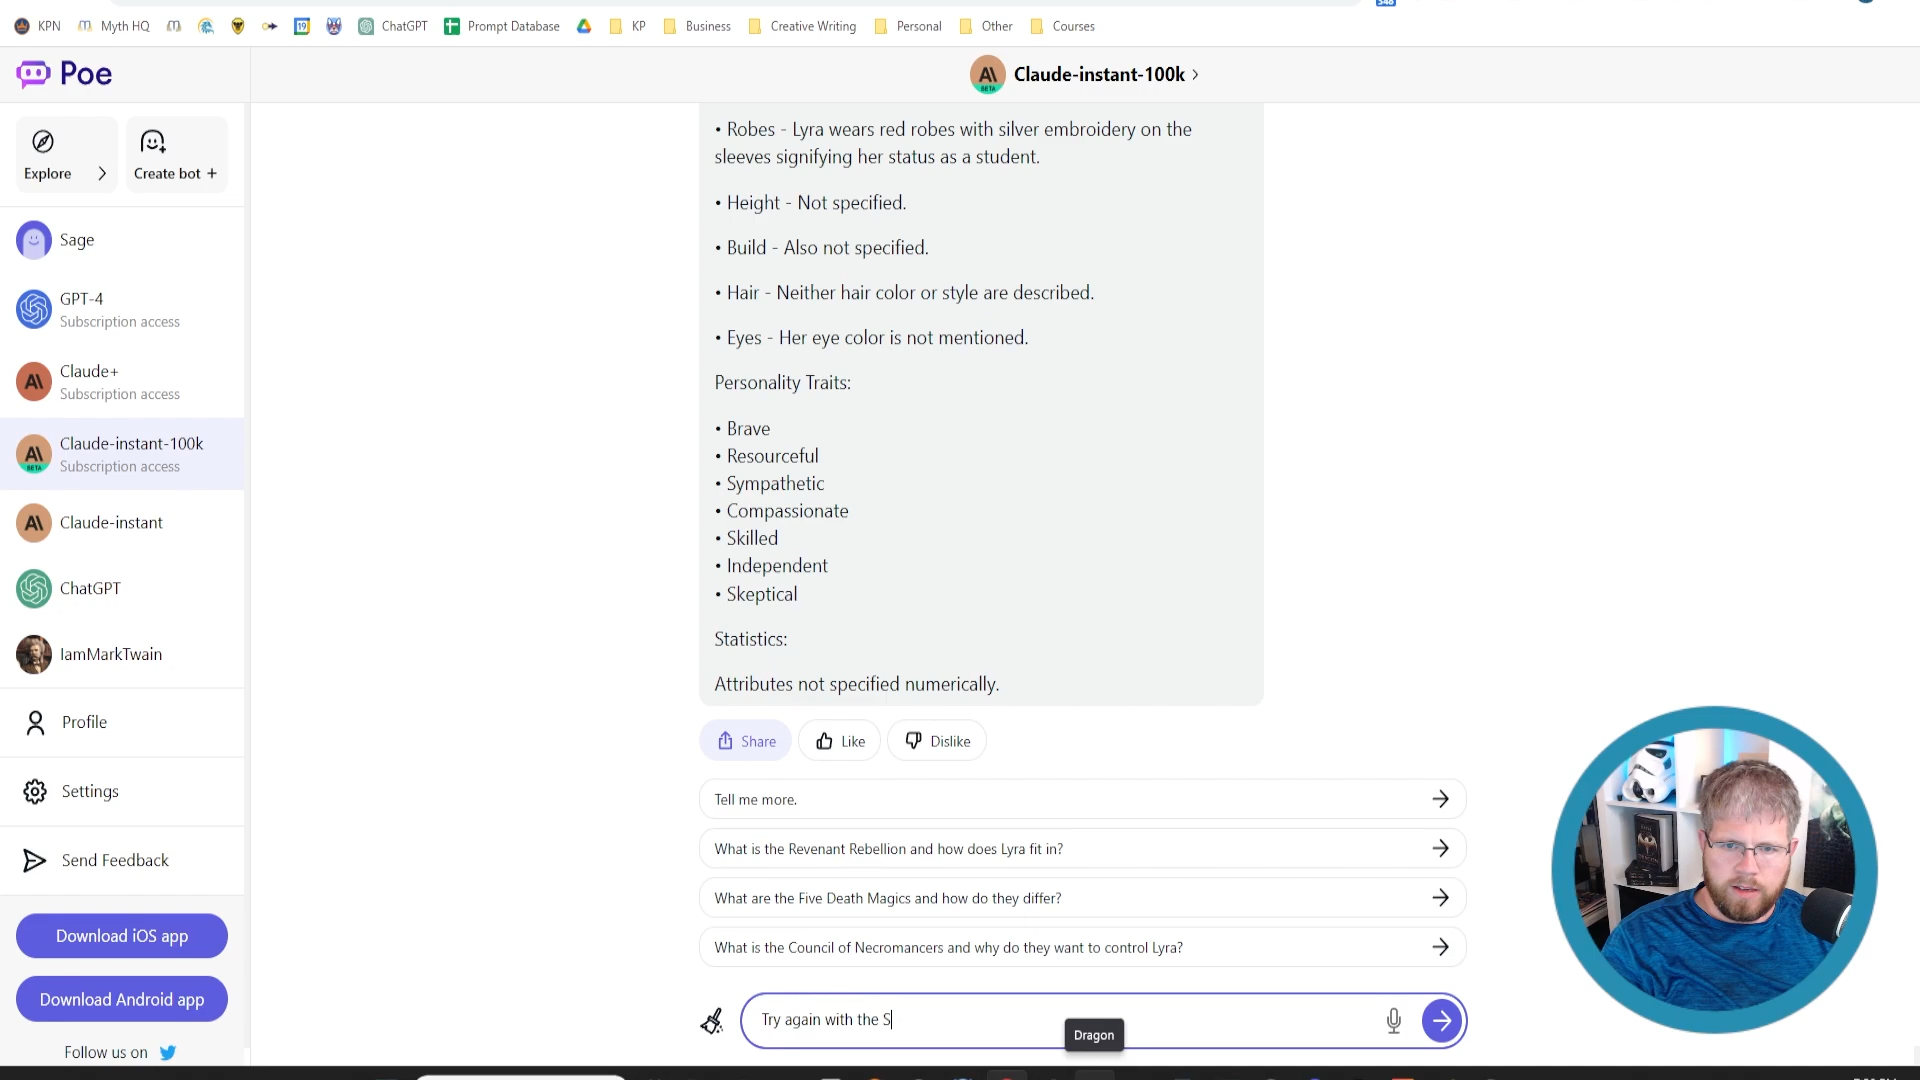 KPN
Myth HQ
19
ChatGPT
Prompt Database
KP
Business
Creative Writing
Personal
Other
Courses
Poe
BETA
Claude-instant-100k
Explore
Create bot +
Sage
GPT-4
Subscription access
Claude+
Subscription access
BETA
Claude-instant-100k
Subscription access
Claude-instant
ChatGPT
IamMarkTwain
Profile
Settings
Send Feedback
Download iOS app
Download Android app
Follow us on
• Robes - Lyra wears red robes with silver embroidery on the
sleeves signifying her status as a student.
• Height - Not specified.
• Build - Also not specified.
• Hair - Neither hair color or style are described.
• Eyes - Her eye color is not mentioned.
Personality Traits:
• Brave
• Resourceful
• Sympathetic
• Compassionate
• Skilled
• Independent
• Skeptical
Statistics:
Attributes not specified numerically.
Share
Like
Dislike
Tell me more.
What is the Revenant Rebellion and how does Lyra fit in?
What are the Five Death Magics and how do they differ?
What is the Council of Necromancers and why do they want to control Lyra?
Try again with the S
Dragon